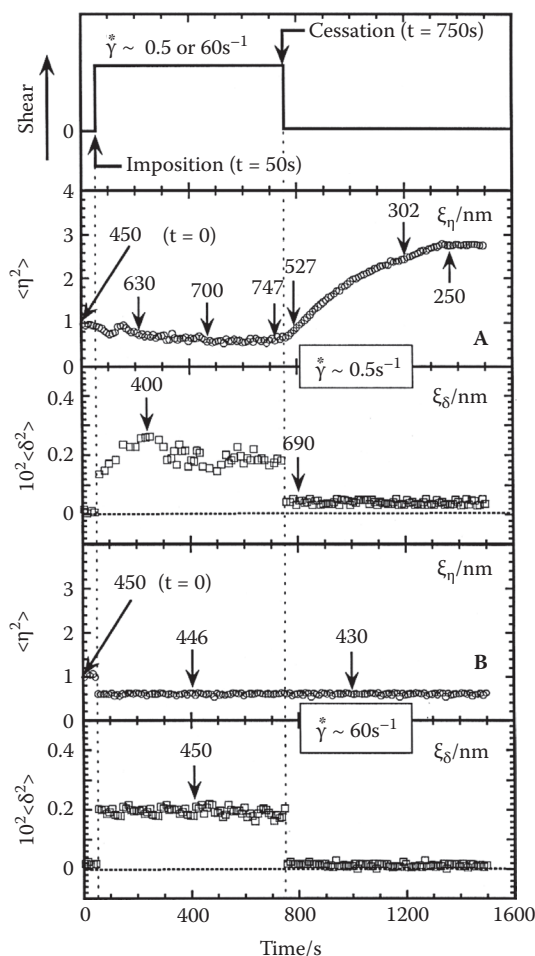 γ̇* ~ 0.5 or 60s⁻¹
Cessation (t = 750s)
Shear
0
Imposition (t = 50s)
4
3
2
1
0
<η²>
450 (t = 0)
630
700
747
527
302
250
ξη/nm
A
γ̇* ~ 0.5s⁻¹
0.4
0.2
0
10²<δ²>
400
690
ξδ/nm
3
2
1
0
<η²>
450 (t = 0)
446
430
ξη/nm
B
γ̇* ~ 60s⁻¹
0.4
0.2
0
10²<δ²>
450
ξδ/nm
0 400 800 1200 1600
Time/s